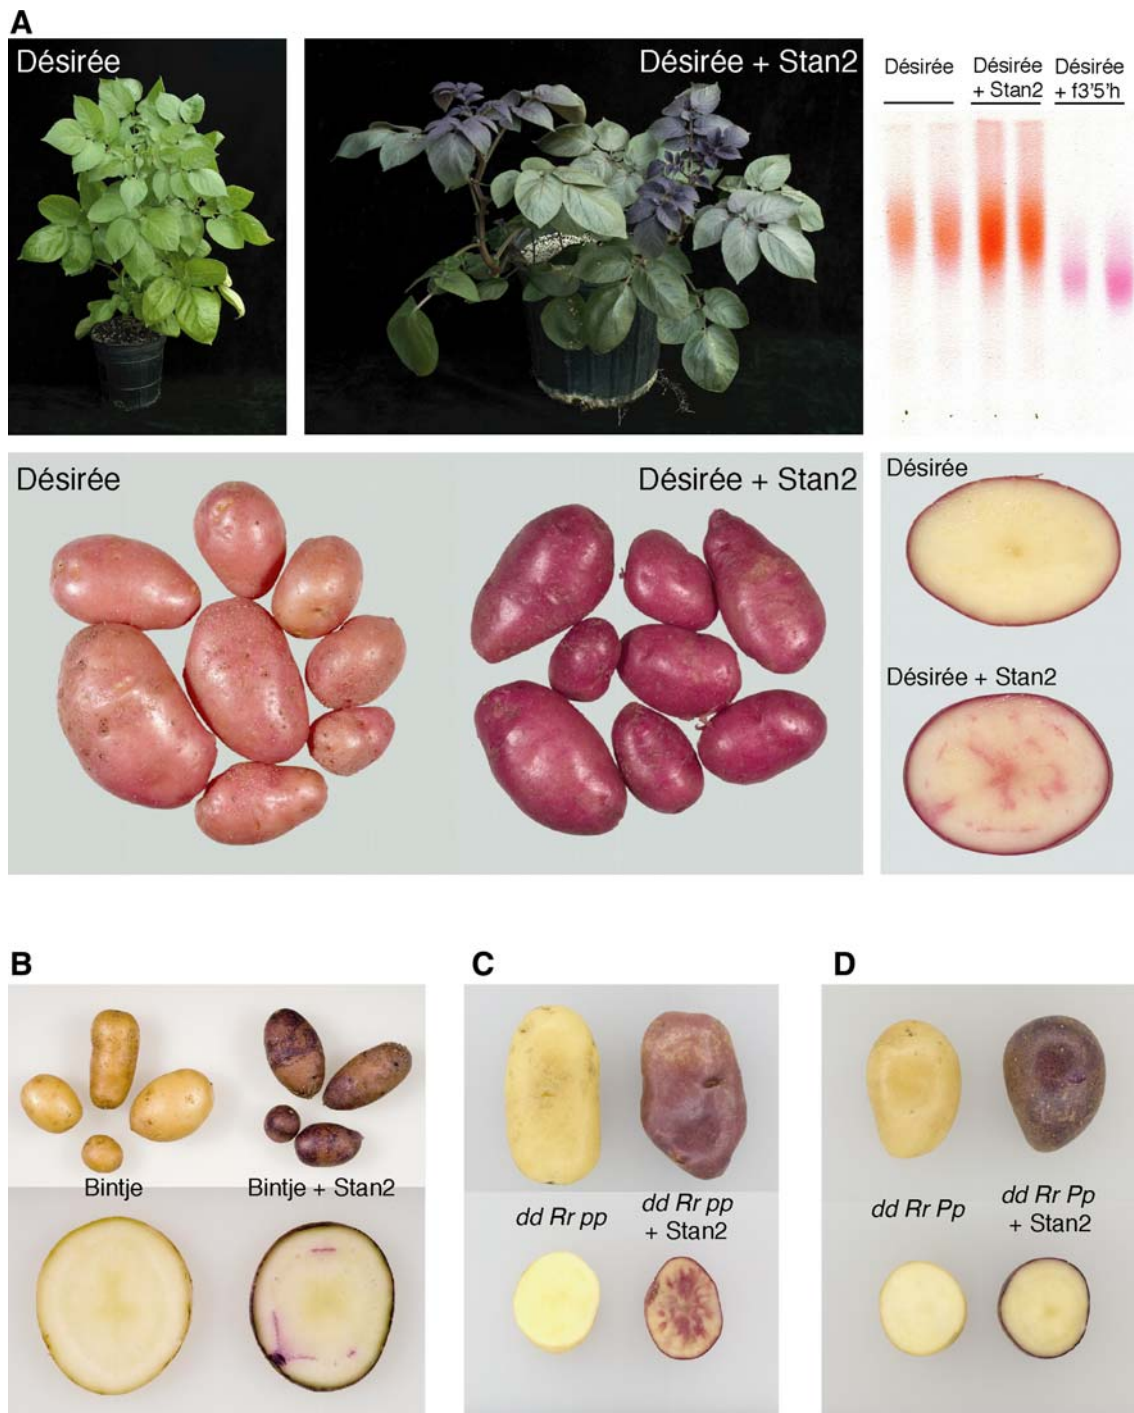 A
Désirée
Désirée + Stan2
Désirée
Désirée
+ Stan2
Désirée
+ f3'5'h
Désirée
Désirée + Stan2
Désirée
Désirée + Stan2
B
Bintje
Bintje + Stan2
C
dd Rr pp
dd Rr pp
+ Stan2
D
dd Rr Pp
dd Rr Pp
+ Stan2